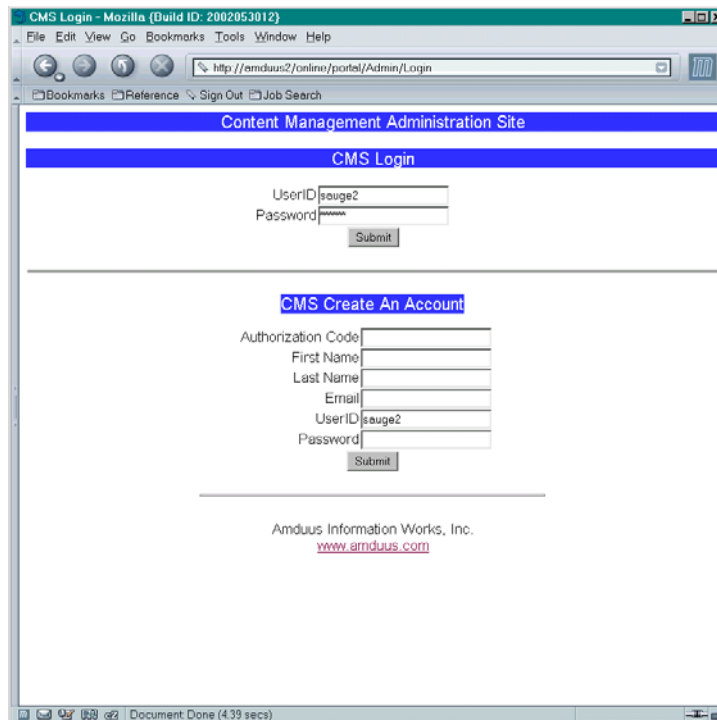 CMS Login - Mozilla {Build ID: 2002053012}
File Edit View Go Bookmarks Tools Window Help
http://amduus2/online/portal/Admin/Login
Bookmarks Reference Sign Out Job Search
Content Management Administration Site
CMS Login
UserID sauge2
Password ******
Submit
CMS Create An Account
Authorization Code
First Name
Last Name
Email
UserID sauge2
Password
Submit
Amduus Information Works, Inc.
www.amduus.com
Document Done (4.39 secs)